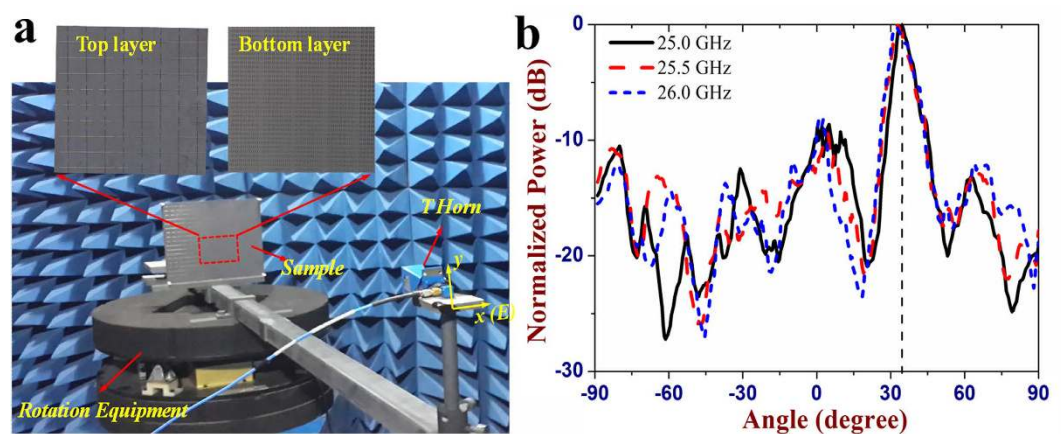 a
Top layer
Bottom layer
T Horn
y
Sample
x (E)
Rotation Equipment
b
25.0 GHz
25.5 GHz
26.0 GHz
0
-10
-20
-30
Normalized Power (dB)
-90
-60
-30
0
30
60
90
Angle (degree)